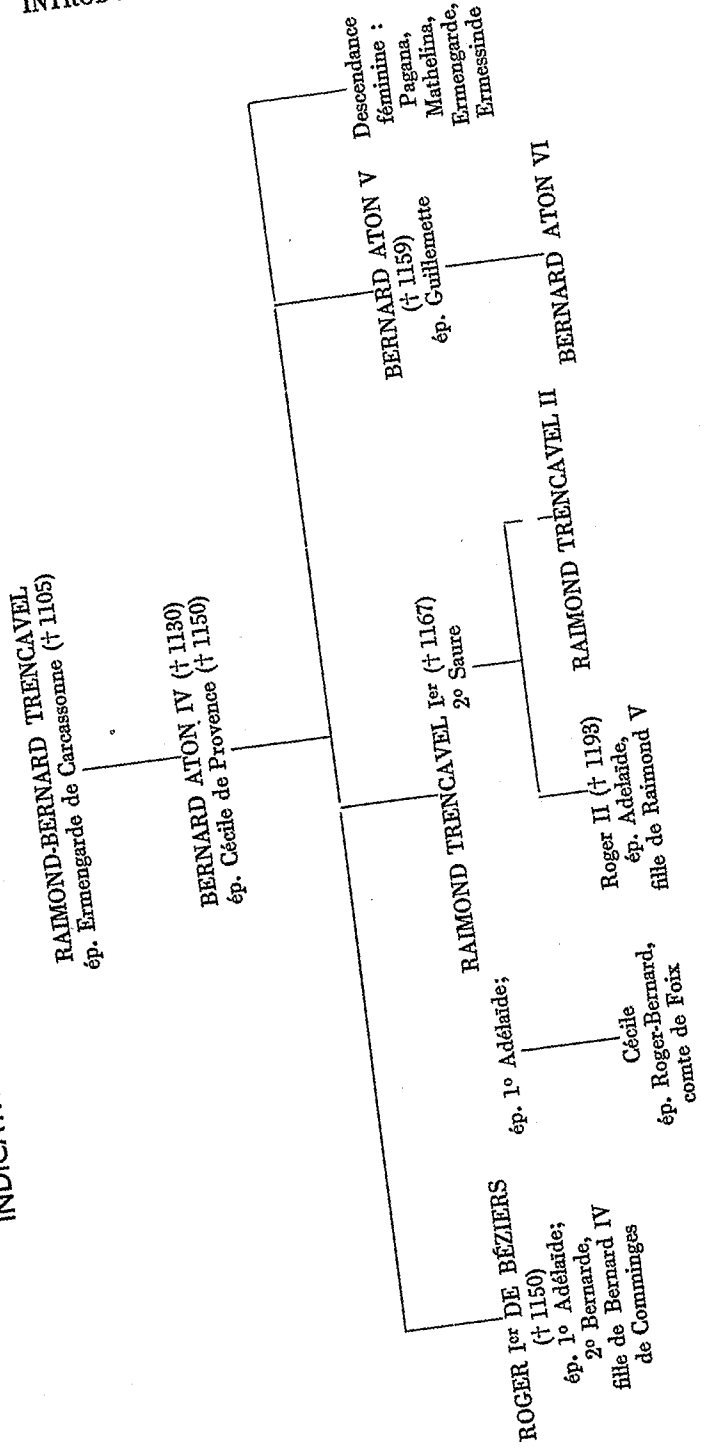 RAIMOND-BERNARD TRENCAVEL
ép. Ermengarde de Carcassonne († 1105)
BERNARD ATON IV († 1130)
ép. Cécile de Provence († 1150)
ROGER Ier DE BÉZIERS
(† 1150)
ép. 1º Adélaïde;
2º Bernarde,
fille de Bernard IV
de Comminges
RAIMOND TRENCAVEL Ier († 1167)
ép. 1º Adélaïde;
2º Saure
Cécile
ép. Roger-Bernard,
comte de Foix
Roger II († 1193)
ép. Adelaïde,
fille de Raimond V
RAIMOND TRENCAVEL II
BERNARD ATON V
(† 1159)
ép. Guillemette
BERNARD ATON VI
Descendance
féminine :
Pagana,
Mathelina,
Ermengarde,
Ermessinde